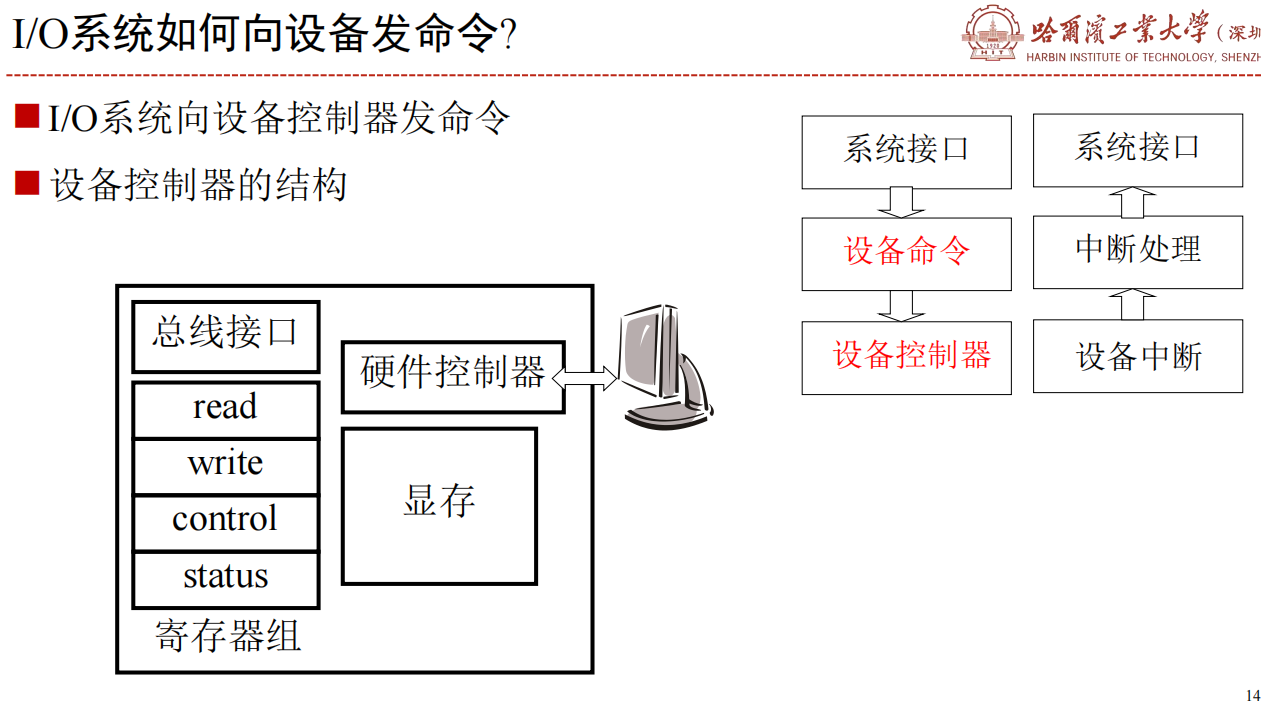 I/O系统如何向设备发命令?
哈尔滨工业大学(深圳
HARBIN INSTITUTE OF TECHNOLOGY, SHENZH
1920
HIT
I/O系统向设备控制器发命令
设备控制器的结构
总线接口
read
write
control
status
寄存器组
硬件控制器
显存
系统接口
设备命令
设备控制器
系统接口
中断处理
设备中断
14